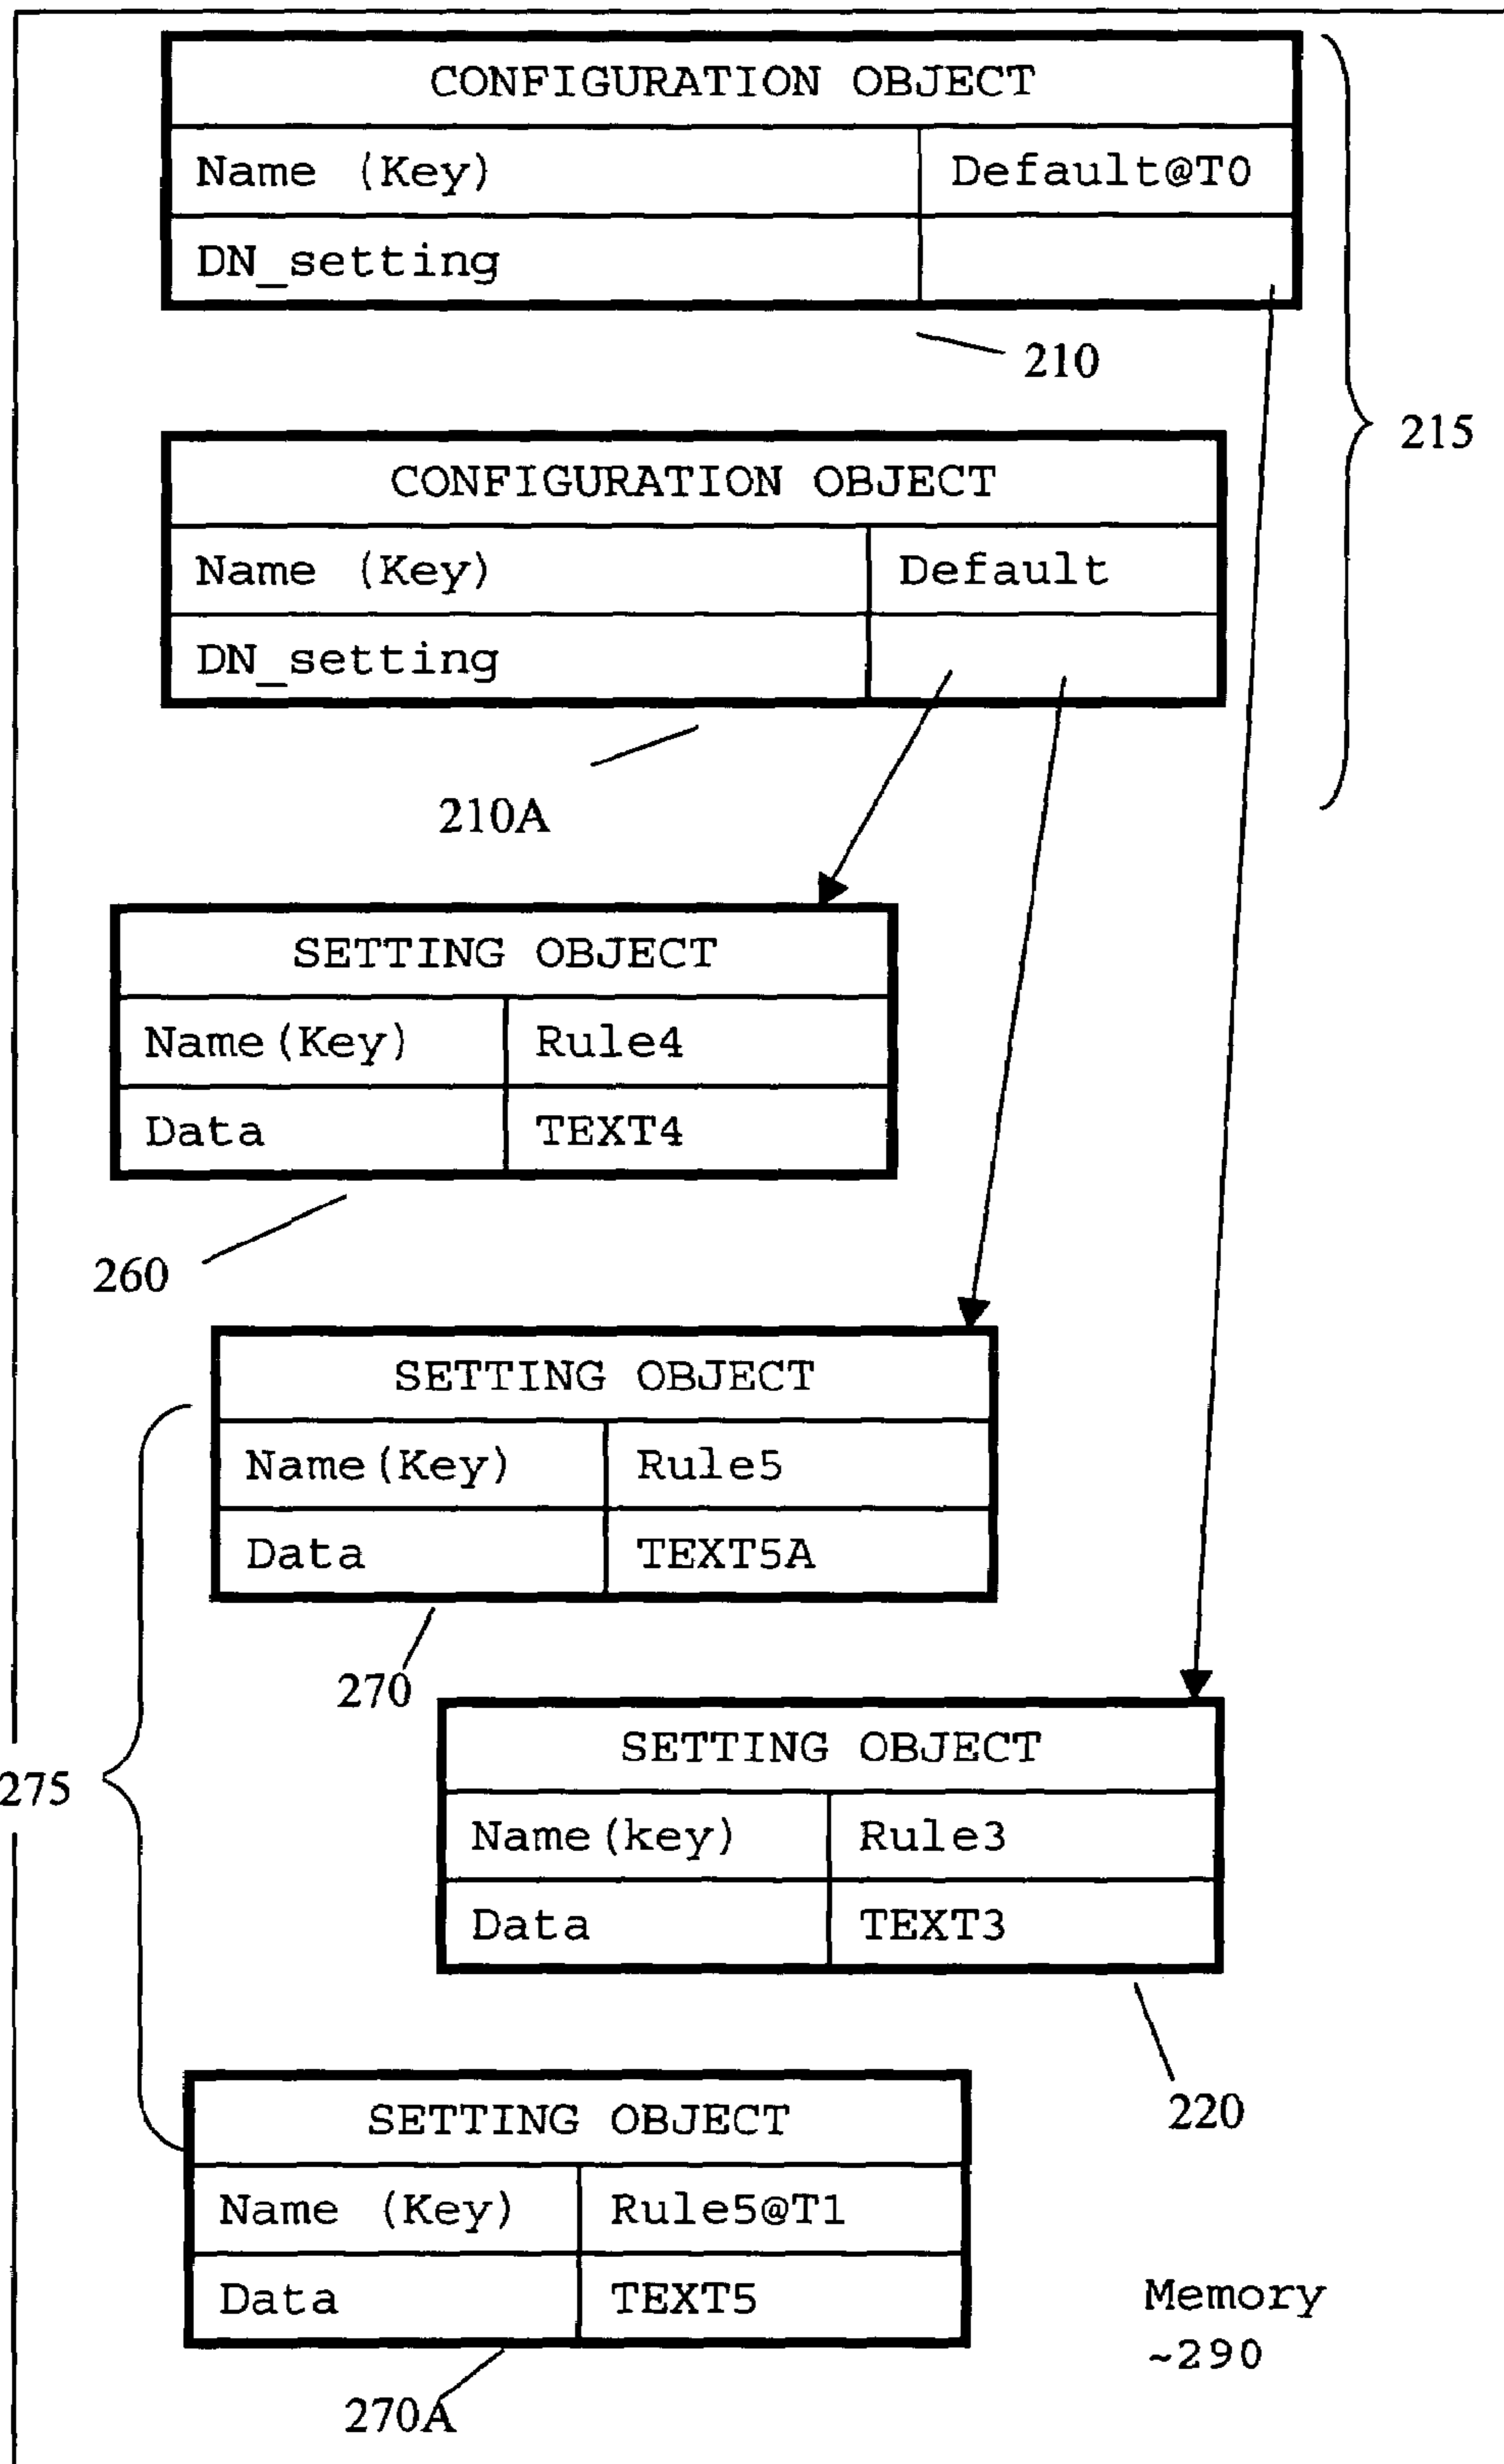 CONFIGURATION OBJECT
Name (Key) Default@T0
DN_setting
210
215
CONFIGURATION OBJECT
Name (Key) Default
DN_setting
210A
SETTING OBJECT
Name(Key) Rule4
Data TEXT4
260
SETTING OBJECT
Name(Key) Rule5
Data TEXT5A
270
275
SETTING OBJECT
Name(key) Rule3
Data TEXT3
220
SETTING OBJECT
Name (Key) Rule5@T1
Data TEXT5
270A
Memory
~290